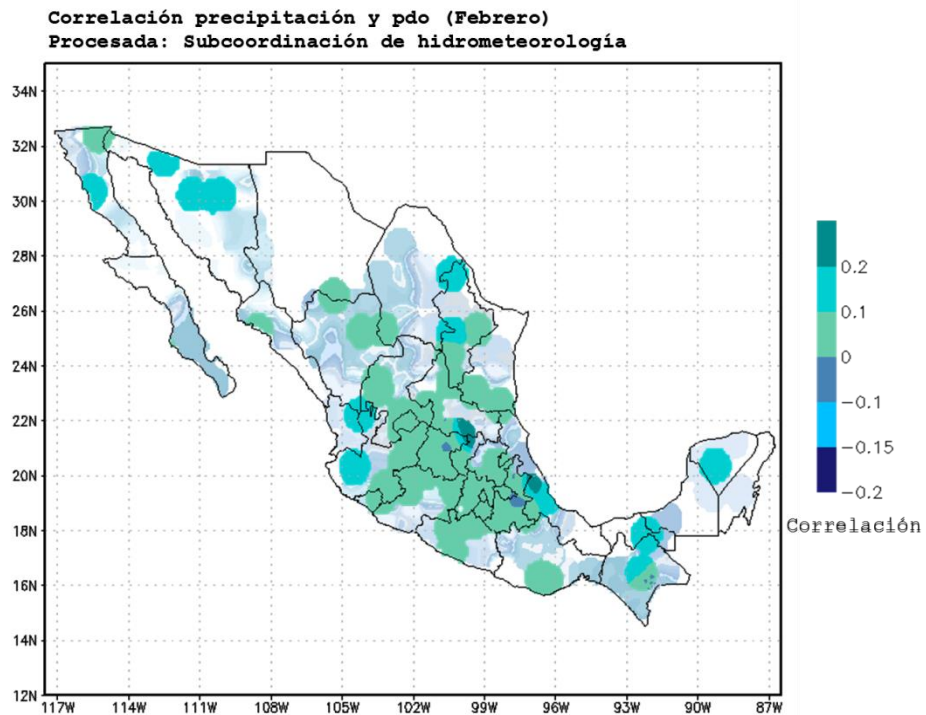 Correlación precipitación y pdo (Febrero)
Procesada: Subcoordinación de hidrometeorología
34N
32N
30N
28N
26N
24N
22N
20N
18N
16N
14N
12N
117W 114W 111W 108W 105W 102W 99W 96W 93W 90W 87W
0.2
0.1
0
-0.1
-0.15
-0.2
Correlación